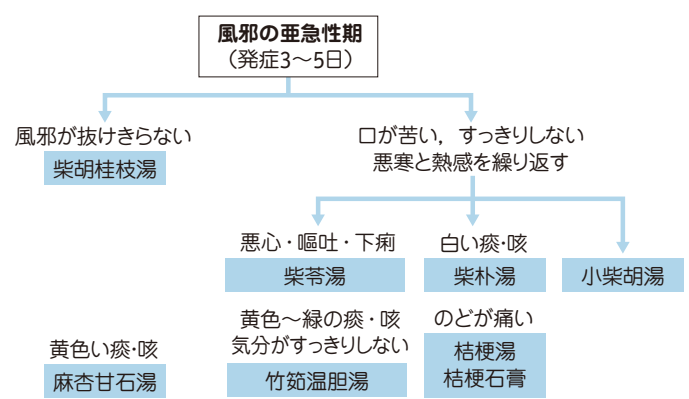 風邪の亜急性期
（発症3〜5日）
風邪が抜けきらない
柴胡桂枝湯
口が苦い，すっきりしない
悪寒と熱感を繰り返す
悪心・嘔吐・下痢
柴苓湯
白い痰・咳
柴朴湯
小柴胡湯
黄色い痰・咳
麻杏甘石湯
黄色〜緑の痰・咳
気分がすっきりしない
竹筎温胆湯
のどが痛い
桔梗湯
桔梗石膏